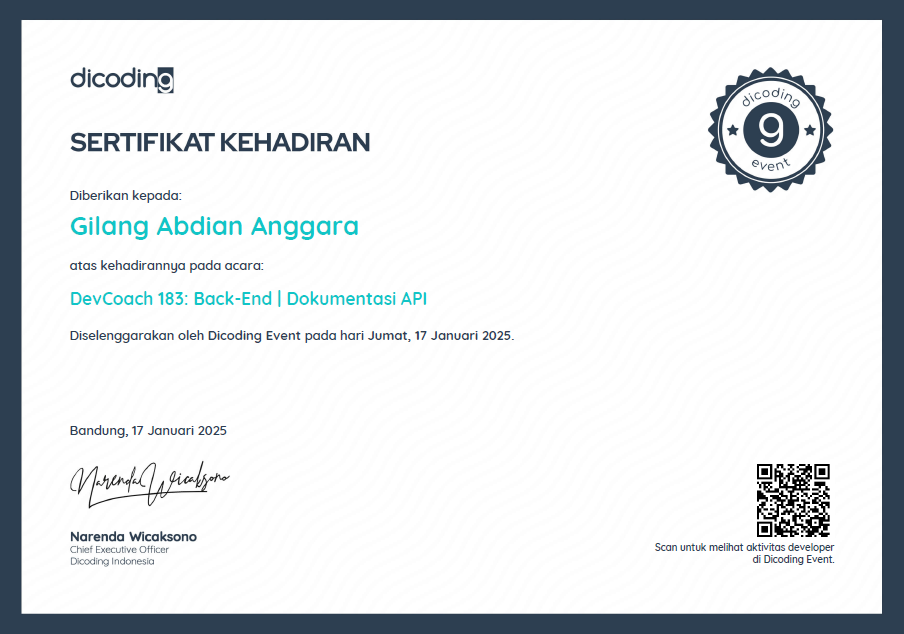 dicoding
SERTIFIKAT KEHADIRAN
dicoding
9
event
Diberikan kepada:
Gilang Abdian Anggara
atas kehadirannya pada acara:
DevCoach 183: Back-End | Dokumentasi API
Diselenggarakan oleh Dicoding Event pada hari Jumat, 17 Januari 2025.
Bandung, 17 Januari 2025
Narenda Wicaksono
Narenda Wicaksono
Chief Executive Officer
Dicoding Indonesia
Scan untuk melihat aktivitas developer
di Dicoding Event.